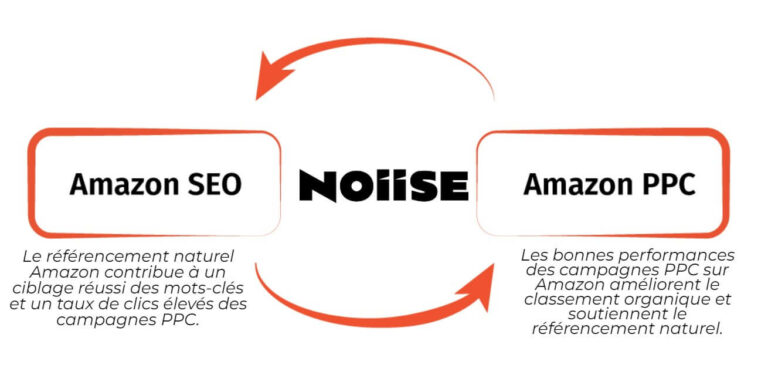 Amazon SEO
NOIISE
Amazon PPC
Le référencement naturel
Amazon contribue à un
ciblage réussi des mots-clés
et un taux de clics élevés des
campagnes PPC.
Les bonnes performances
des campagnes PPC sur
Amazon améliorent le
classement organique et
soutiennent le
référencement naturel.